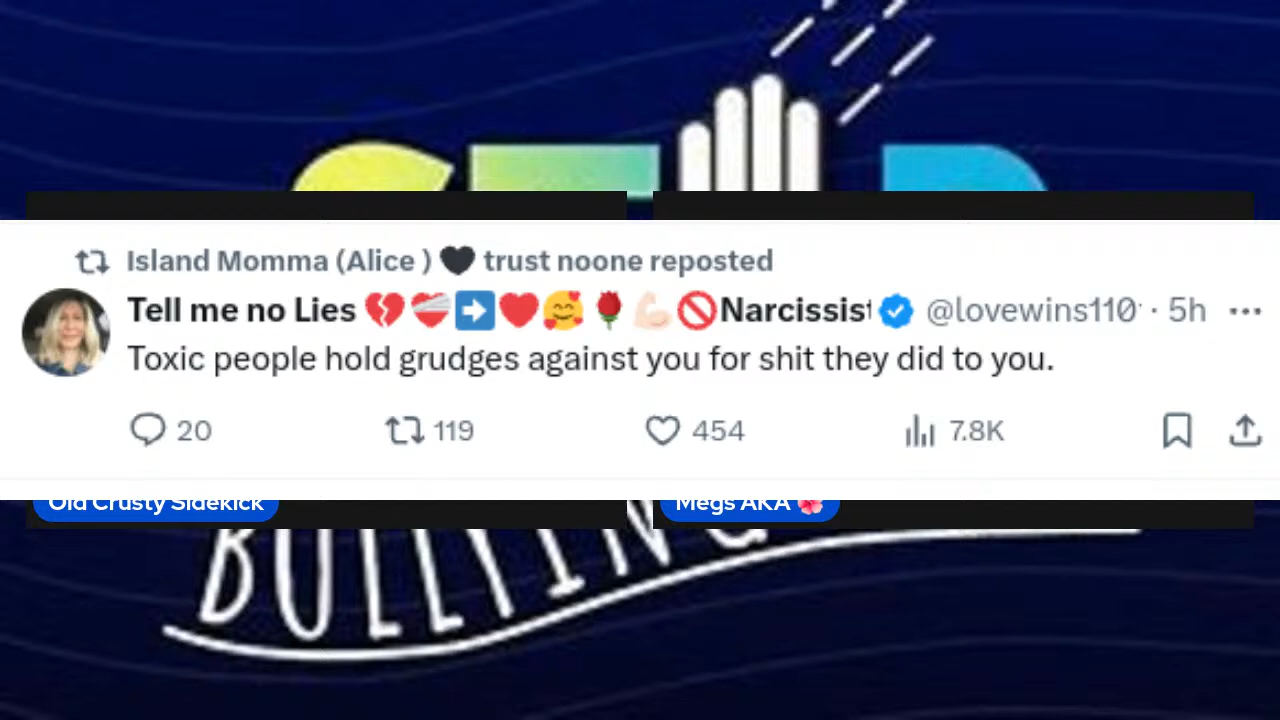 Island Momma (Alice ) 🖤 trust noone reposted
Tell me no Lies 💔❤️‍🩹➡️❤️🥰🌹💪🏻🚫Narcissist @lovewins110 · 5h
Toxic people hold grudges against you for shit they did to you.
20 119 454 7.8K
Old Crusty Sidekick Megs AKA 🌺
BULLYING